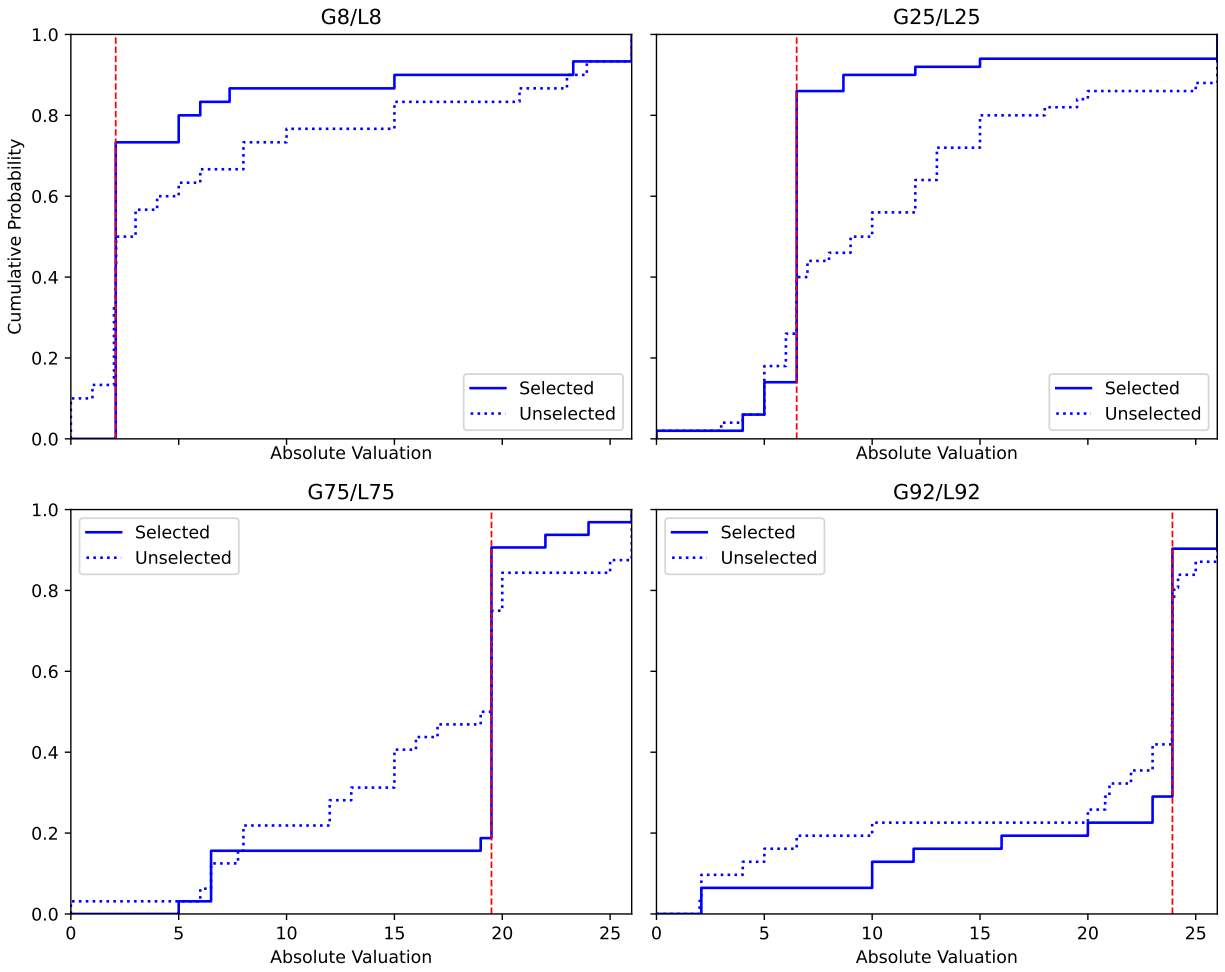 G8/L8
G25/L25
1.0
0.8
0.6
0.4
0.2
0.0
Cumulative Probability
Selected
Unselected
Selected
Unselected
Absolute Valuation
Absolute Valuation
G75/L75
G92/L92
1.0
0.8
0.6
0.4
0.2
0.0
Selected
Unselected
Selected
Unselected
0 5 10 15 20 25
0 5 10 15 20 25
Absolute Valuation
Absolute Valuation